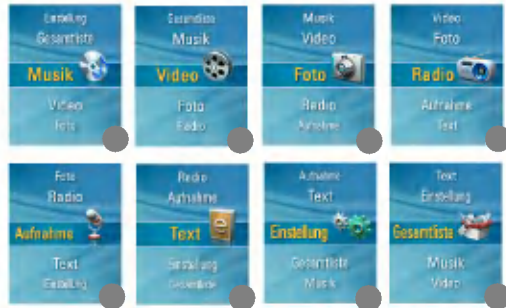 Einstellung
Gesamtliste
Musik
Video
Foto
Gesamtliste
Musik
Video
Foto
Radio
Musik
Video
Foto
Radio
Aufnahme
Video
Foto
Radio
Aufnahme
Text
Foto
Radio
Aufnahme
Text
Einstellung
Radio
Aufnahme
Text
Einstellung
Gesamtliste
Aufnahme
Text
Einstellung
Gesamtliste
Musik
Text
Einstellung
Gesamtliste
Musik
Video